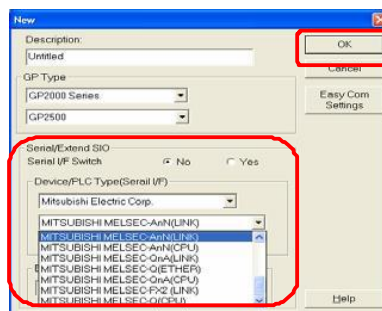 New
Description:
Untitled
OK
Cancel
GP Type
GP2000 Series
GP2500
Easy Com
Settings
Serial/Extend SIO
Serial I/F Switch
No
Yes
Device/PLC Type(Serail I/F)
Mitsubishi Electric Corp.
MITSUBISHI MELSEC-AnN(LINK)
MITSUBISHI MELSEC-AnN(LINK)
MITSUBISHI MELSEC-AnN(CPU)
MITSUBISHI MELSEC-QnA(LINK)
MITSUBISHI MELSEC-Q(ETHER)
MITSUBISHI MELSEC-QnA(CPU)
MITSUBISHI MELSEC-FX2 (LINK)
MITSUBISHI MELSEC-Q(CPU)
Help